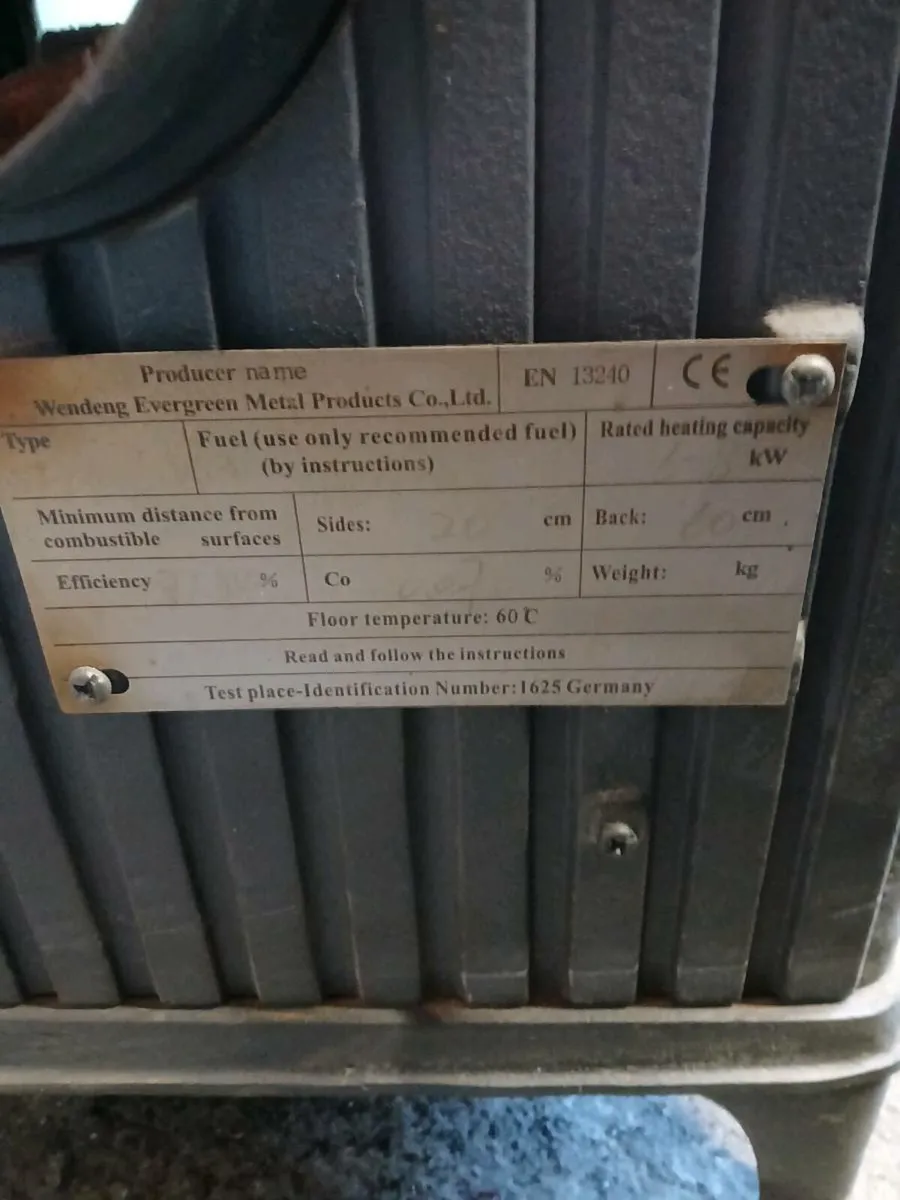 Producer name
Wendeng Evergreen Metal Products Co.,Ltd.
EN 13240
CE
Type
Fuel (use only recommended fuel)
(by instructions)
Rated heating capacity
kW
Minimum distance from
combustible surfaces
Sides: 20 cm
Back: cm
Efficiency %
Co %
Weight: kg
Floor temperature: 60℃
Read and follow the instructions
Test place-Identification Number:1625 Germany